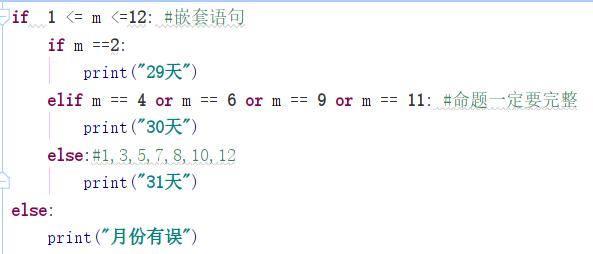 if  1 <= m <=12: #嵌套语句
    if m ==2:
        print("29天")
    elif m == 4 or m == 6 or m == 9 or m == 11: #命题一定要完整
        print("30天")
    else:#1,3,5,7,8,10,12
        print("31天")
else:
    print("月份有误")